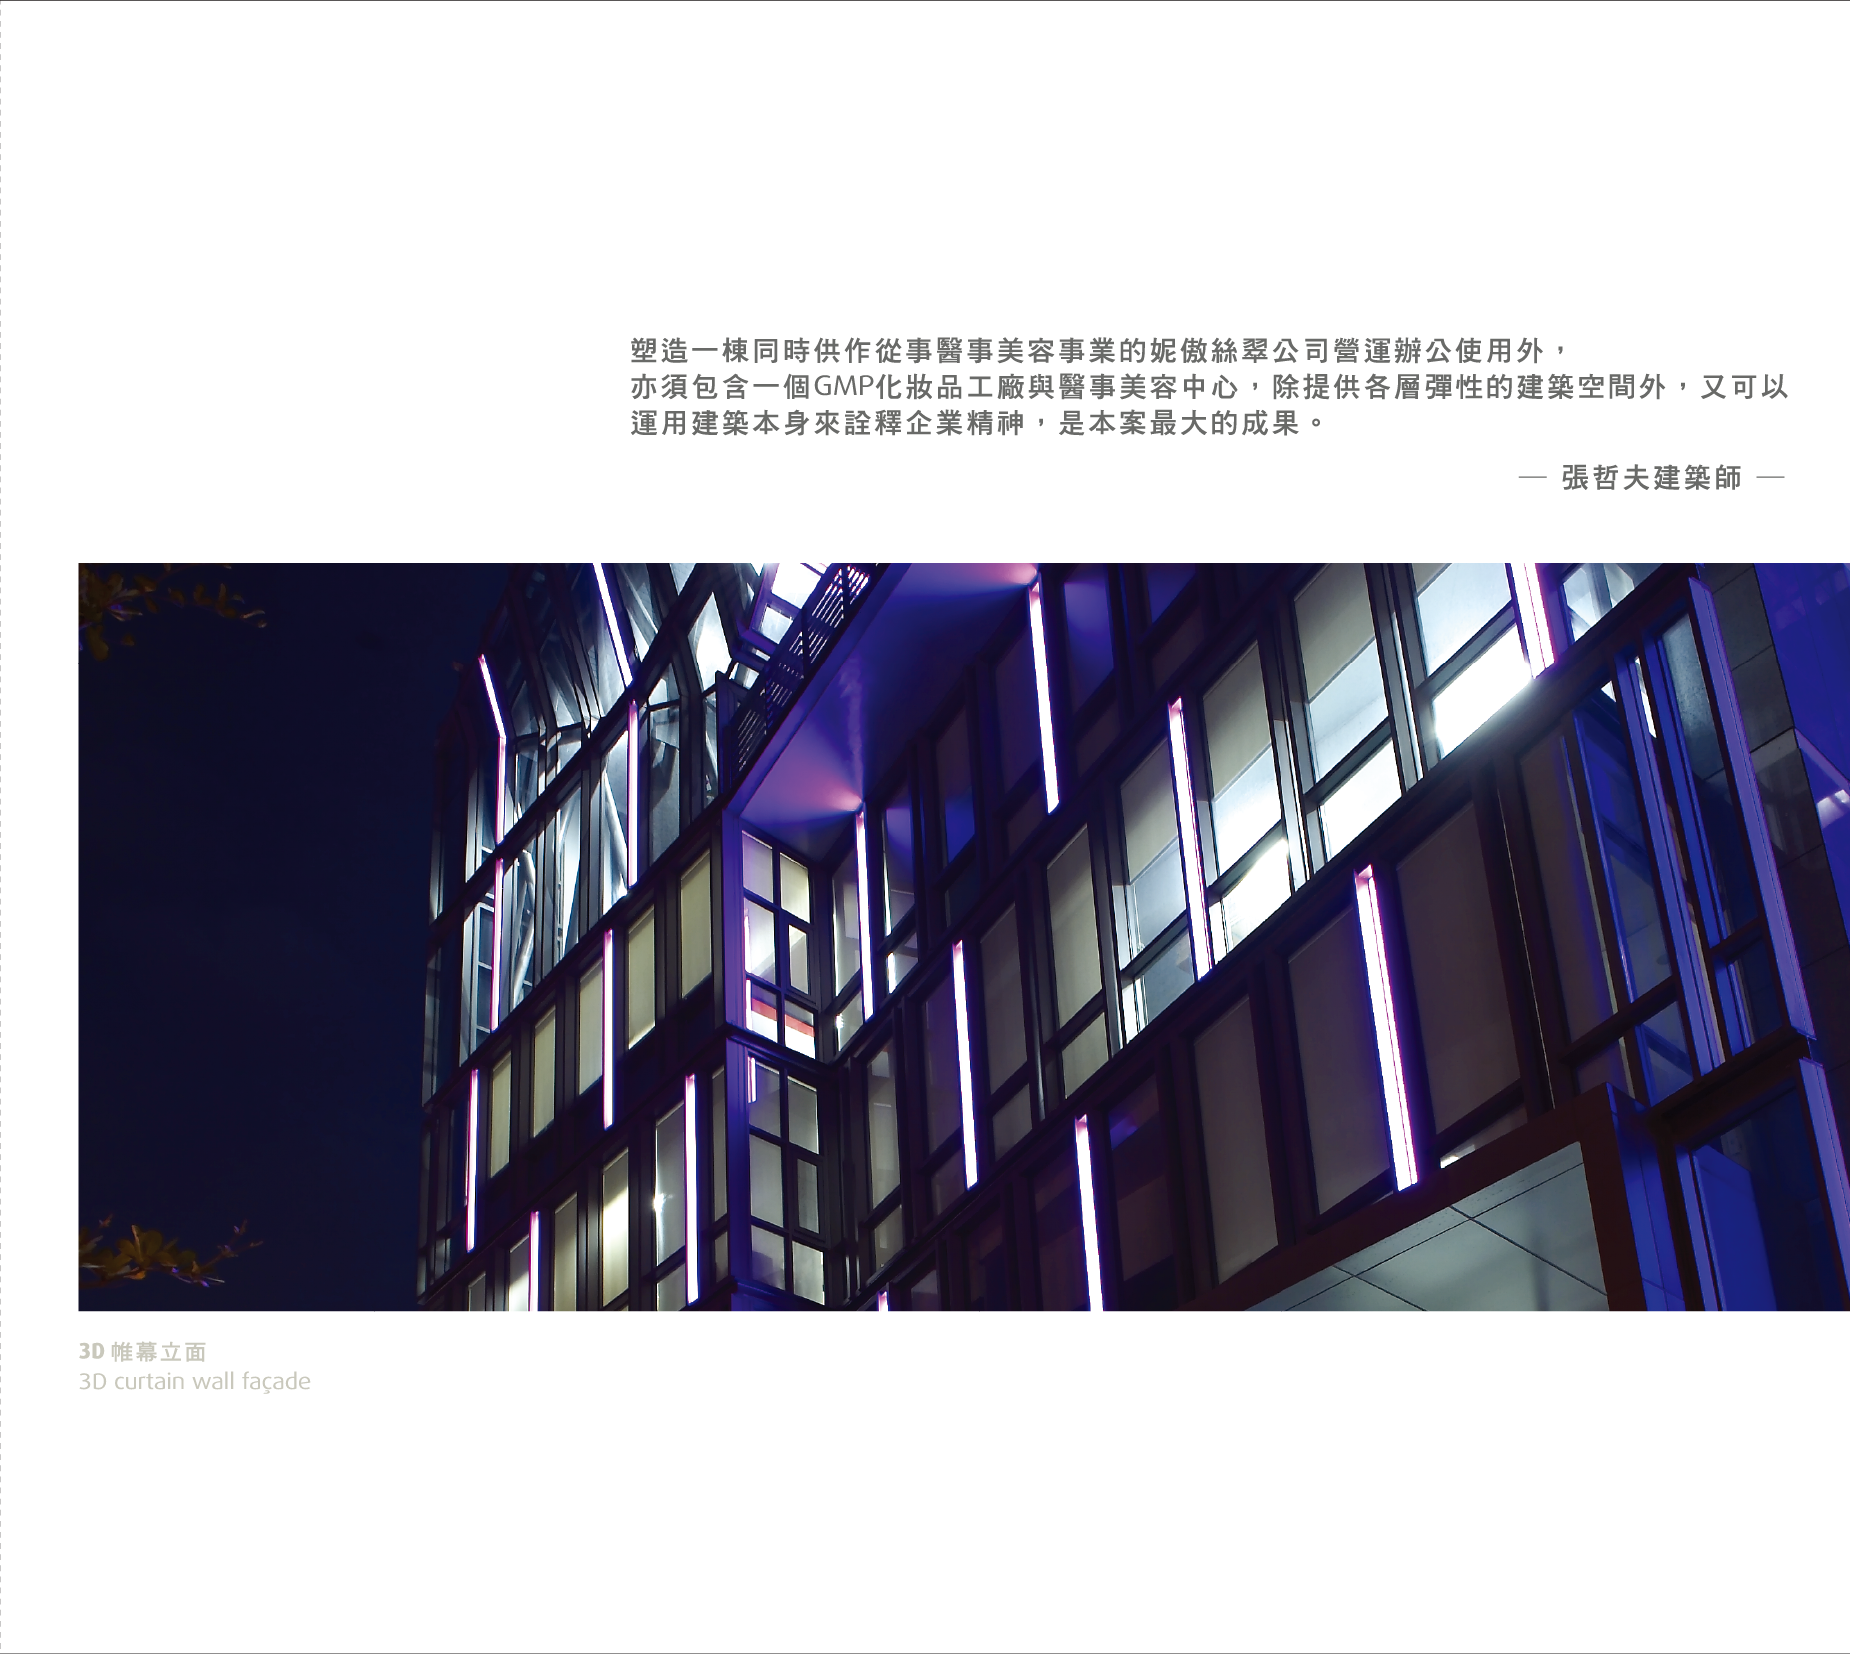 塑造一棟同時供作從事醫事美容事業的妮傲絲翠公司營運辦公使用外，
亦須包含一個GMP化妝品工廠與醫事美容中心，除提供各層彈性的建築空間外，又可以
運用建築本身來詮釋企業精神，是本案最大的成果。
— 張哲夫建築師 —
3D 帷幕立面
3D curtain wall façade